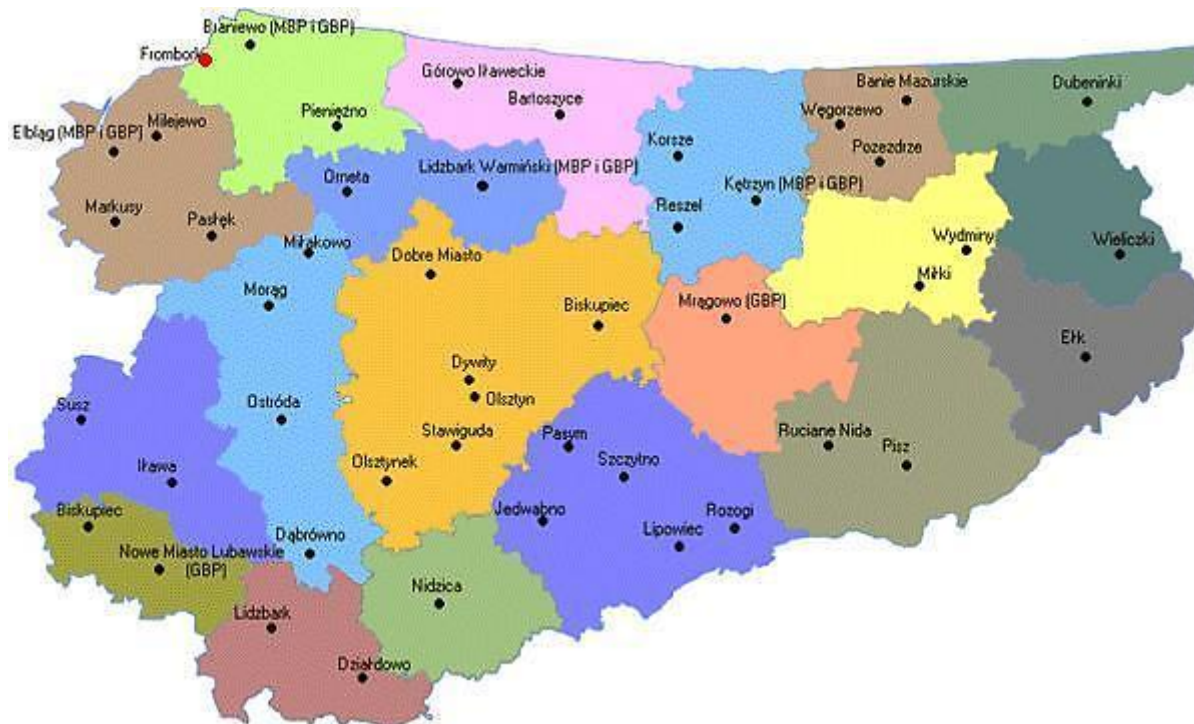 Braniewo (MBP i GBP)
Frombork
Górowo Iławeckie
Bartoszyce
Banie Mazurskie
Dubeninki
Węgorzewo
Milejewo
Pieniężno
Elbląg (MBP i GBP)
Korsze
Pozezdrze
Orneta
Lidzbark Warmiński (MBP i GBP)
Kętrzyn (MBP i GBP)
Markusy
Pasłęk
Reszel
Miłakowo
Wydminy
Wieliczki
Dobre Miasto
Miłki
Morąg
Biskupiec
Mrągowo (GBP)
Ełk
Dywity
Olsztyn
Susz
Ostróda
Stawiguda
Pasym
Ruciane Nida
Pisz
Iława
Olsztynek
Szczytno
Biskupiec
Jedwabno
Rozogi
Lipowiec
Dąbrówno
Nowe Miasto Lubawskie
(GBP)
Nidzica
Lidzbark
Działdowo